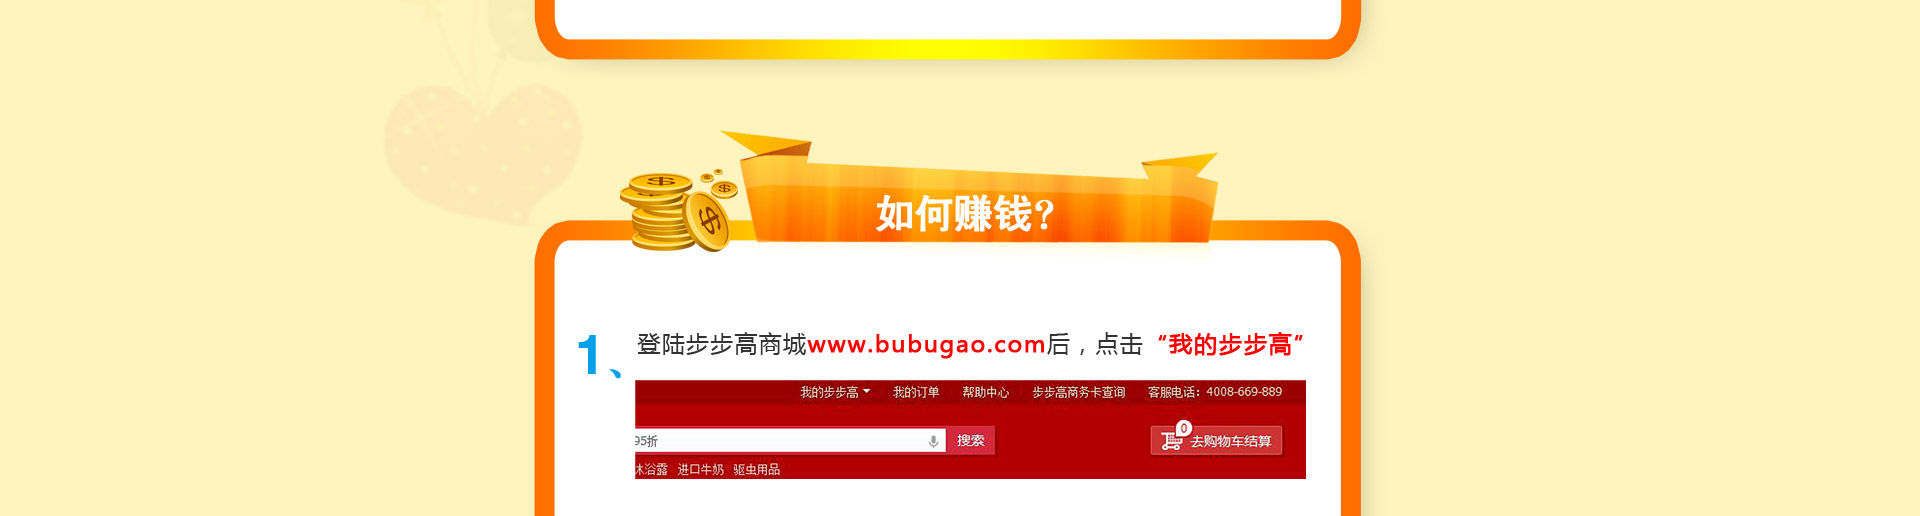 如何赚钱?
1、登陆步步高商城www.bubugao.com后，点击“我的步步高”
我的步步高 我的订单 帮助中心 步步高商务卡查询 客服电话：4008-669-889
95折 搜索 0 去购物车结算
沐浴露 进口牛奶 驱虫用品